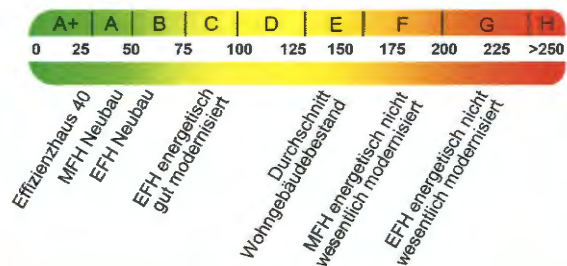 A+ A B C D E F G H
0 25 50 75 100 125 150 175 200 225 >250
Effizienzhaus 40
MFH Neubau
EFH Neubau
EFH energetisch
gut modernisiert
Durchschnitt
Wohngebäudebestand
MFH energetisch nicht
wesentlich modernisiert
EFH energetisch nicht
wesentlich modernisiert